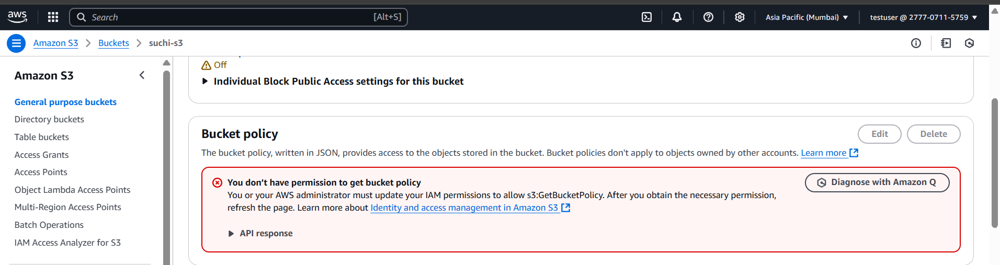 aws
Search [Alt+S]
Asia Pacific (Mumbai)
testuser @ 2777-0711-5759
Amazon S3 > Buckets > suchi-s3
Amazon S3
General purpose buckets
Directory buckets
Table buckets
Access Grants
Access Points
Object Lambda Access Points
Multi-Region Access Points
Batch Operations
IAM Access Analyzer for S3
Off
Individual Block Public Access settings for this bucket
Bucket policy
Edit
Delete
The bucket policy, written in JSON, provides access to the objects stored in the bucket. Bucket policies don't apply to objects owned by other accounts. Learn more
You don’t have permission to get bucket policy
Diagnose with Amazon Q
You or your AWS administrator must update your IAM permissions to allow s3:GetBucketPolicy. After you obtain the necessary permission,
refresh the page. Learn more about Identity and access management in Amazon S3
API response